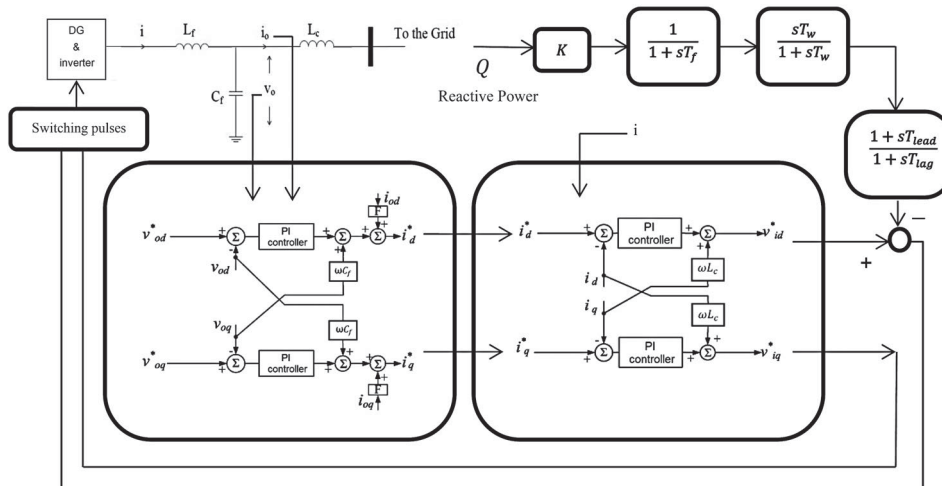 DG
&
inverter
i
L_f
i_o
L_c
C_f
v_o
To the Grid
Q
Reactive Power
K
1
1 + sT_f
sT_w
1 + sT_w
1 + sT_lead
1 + sT_lag
Switching pulses
i
v*_od
+
Σ
-
PI
controller
+
Σ
+
+
Σ
+
F
i_od
i*_d
v_od
ωC_f
v_oq
ωC_f
v*_oq
+
Σ
-
PI
controller
+
Σ
+
+
Σ
+
F
i_oq
i*_q
i*_d
+
Σ
-
PI
controller
+
Σ
+
v*_id
i_d
ωL_c
i_q
ωL_c
i*_q
+
Σ
-
PI
controller
+
Σ
+
v*_iq
−
+